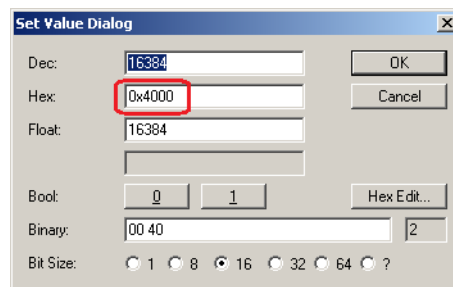 Set Value Dialog
Dec: 16384 OK
Hex: 0x4000 Cancel
Float: 16384
Bool: 0 1 Hex Edit...
Binary: 00 40 2
Bit Size: 1 8 16 32 64 ?